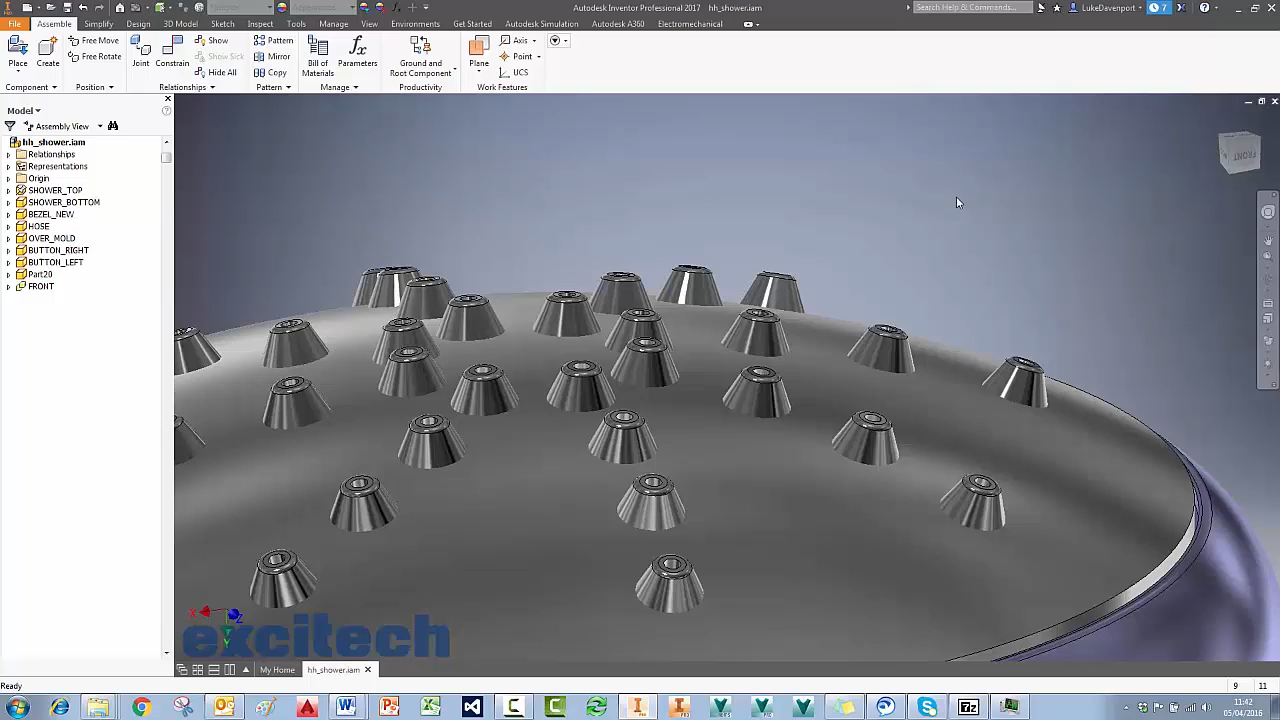 Autodesk Inventor Professional 2017 hh_shower.iam
Search Help & Commands...
LukeDavenport
7
File Assemble Simplify Design 3D Model Sketch Inspect Tools Manage View Environments Get Started Autodesk Simulation Autodesk A360 Electromechanical
Place
Create
Free Move
Free Rotate
Joint
Constrain
Show
Show Sick
Hide All
Pattern
Mirror
Copy
Bill of
Materials
fx
Parameters
Ground and
Root Component
Plane
Axis
Point
UCS
Component Position Relationships Pattern Manage Productivity Work Features
Model
Assembly View
hh_shower.iam
Relationships
Representations
Origin
SHOWER_TOP
SHOWER_BOTTOM
BEZEL_NEW
HOSE
OVER_MOLD
BUTTON_RIGHT
BUTTON_LEFT
Part20
FRONT
FRONT
X
Z
Y
excitech
My Home
hh_shower.iam
Ready
9 11
11:42
05/04/2016